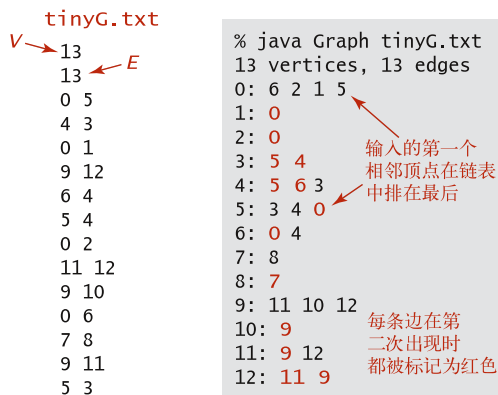 tinyG.txt
V
13
13
E
0 5
4 3
0 1
9 12
6 4
5 4
0 2
11 12
9 10
0 6
7 8
9 11
5 3
% java Graph tinyG.txt
13 vertices, 13 edges
0: 6 2 1 5
1: 0
2: 0
3: 5 4
4: 5 6 3
5: 3 4 0
6: 0 4
7: 8
8: 7
9: 11 10 12
10: 9
11: 9 12
12: 11 9
输入的第一个
相邻顶点在链表
中排在最后
每条边在第
二次出现时
都被标记为红色